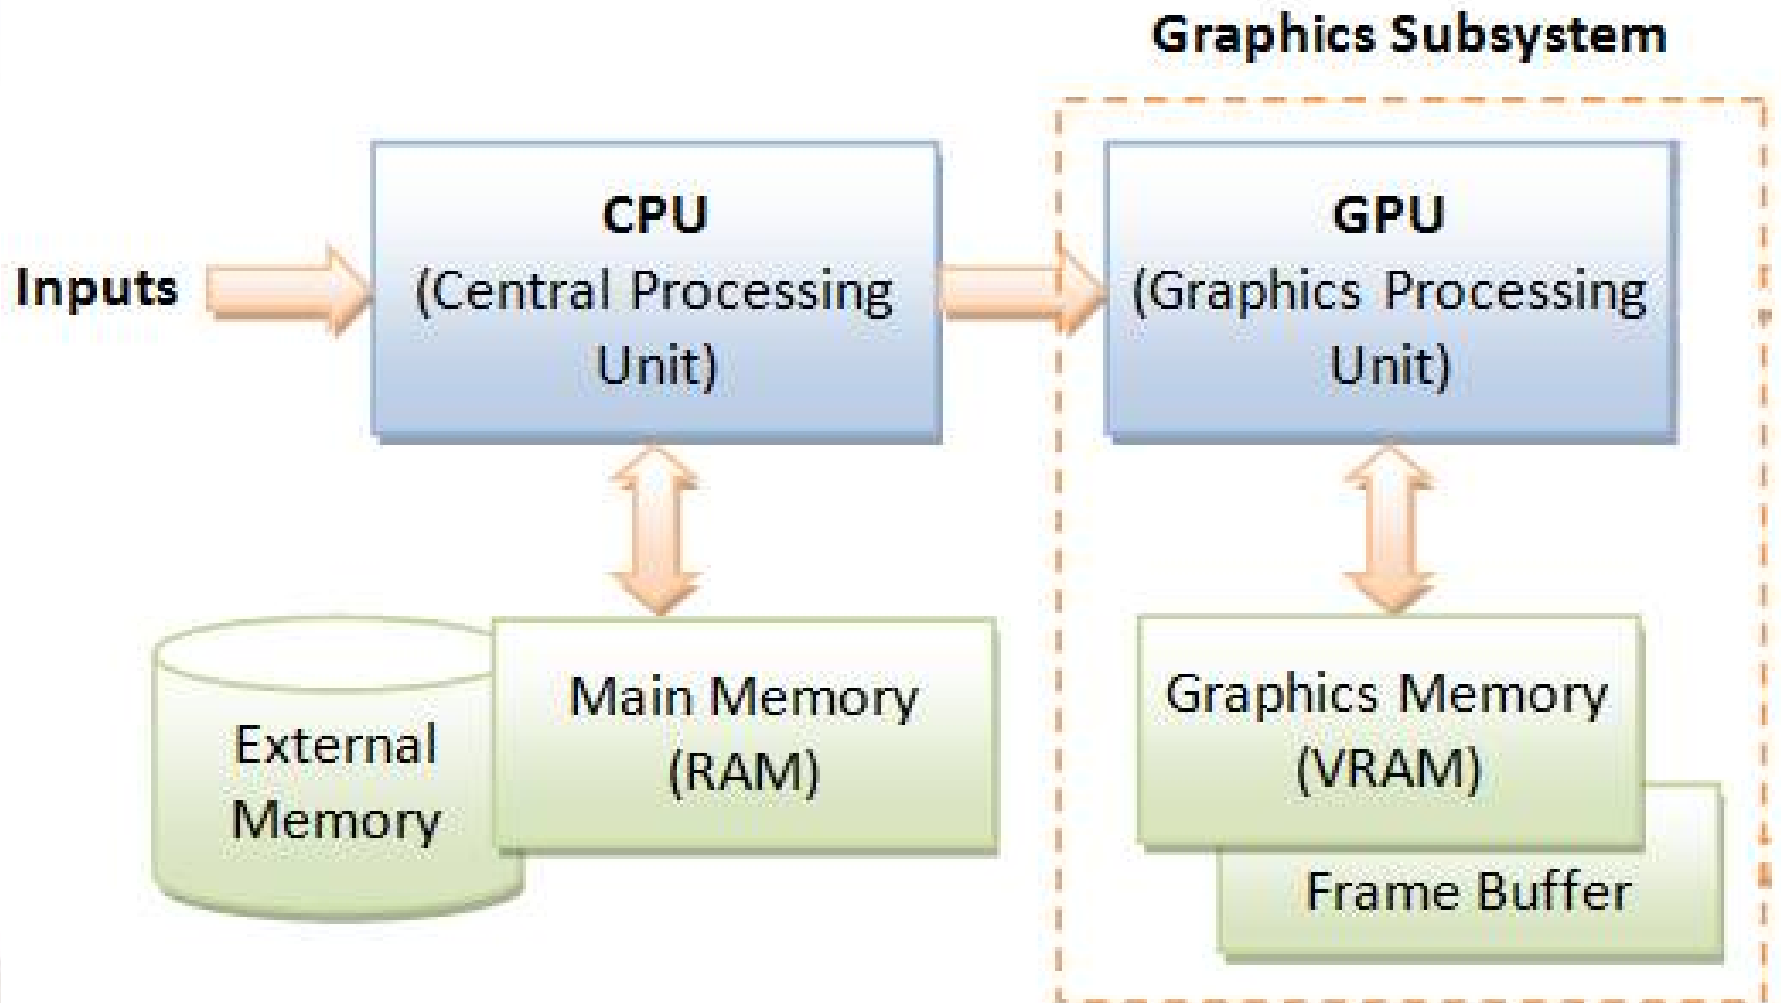 Graphics Subsystem
Inputs
CPU
(Central Processing
Unit)
GPU
(Graphics Processing
Unit)
External
Memory
Main Memory
(RAM)
Graphics Memory
(VRAM)
Frame Buffer